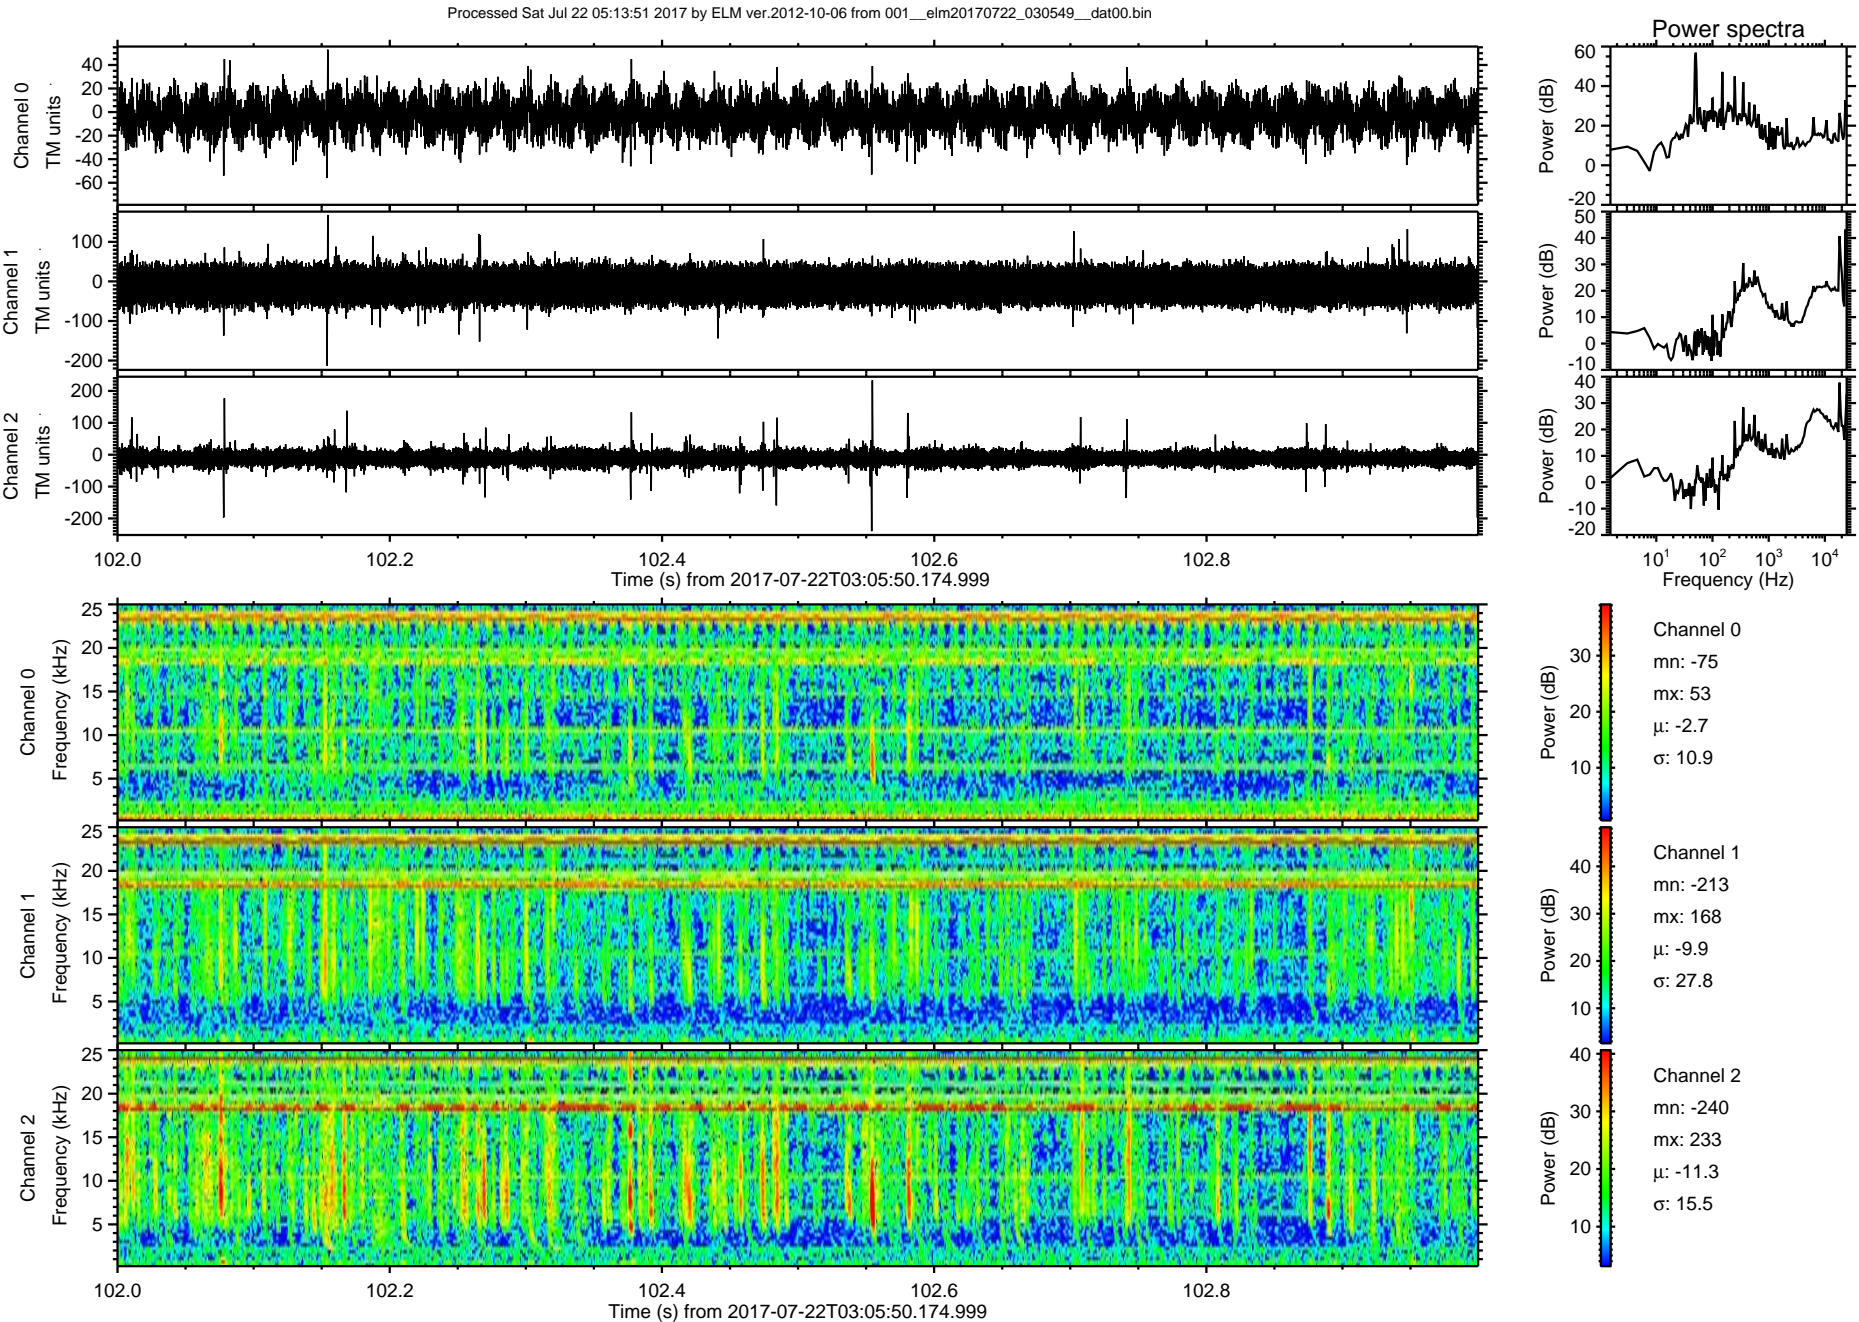 Processed Sat Jul 22 05:13:51 2017 by ELM ver.2012-10-06 from 001__elm20170722_030549__dat00.bin
Power spectra
Channel 0
TM units
40
20
0
-20
-40
-60
Power (dB)
60
40
20
0
-20
Channel 1
TM units
100
0
-100
-200
Power (dB)
50
40
30
20
10
0
-10
Channel 2
TM units
200
100
0
-100
-200
Power (dB)
40
30
20
10
0
-10
-20
102.0 102.2 102.4 102.6 102.8
Time (s) from 2017-07-22T03:05:50.174.999
10^1 10^2 10^3 10^4
Frequency (Hz)
Channel 0
Frequency (kHz)
25
20
15
10
5
Power (dB)
30
20
10
Channel 0
mn: -75
mx: 53
μ: -2.7
σ: 10.9
Channel 1
Frequency (kHz)
25
20
15
10
5
Power (dB)
40
30
20
10
Channel 1
mn: -213
mx: 168
μ: -9.9
σ: 27.8
Channel 2
Frequency (kHz)
25
20
15
10
5
Power (dB)
40
30
20
10
Channel 2
mn: -240
mx: 233
μ: -11.3
σ: 15.5
102.0 102.2 102.4 102.6 102.8
Time (s) from 2017-07-22T03:05:50.174.999